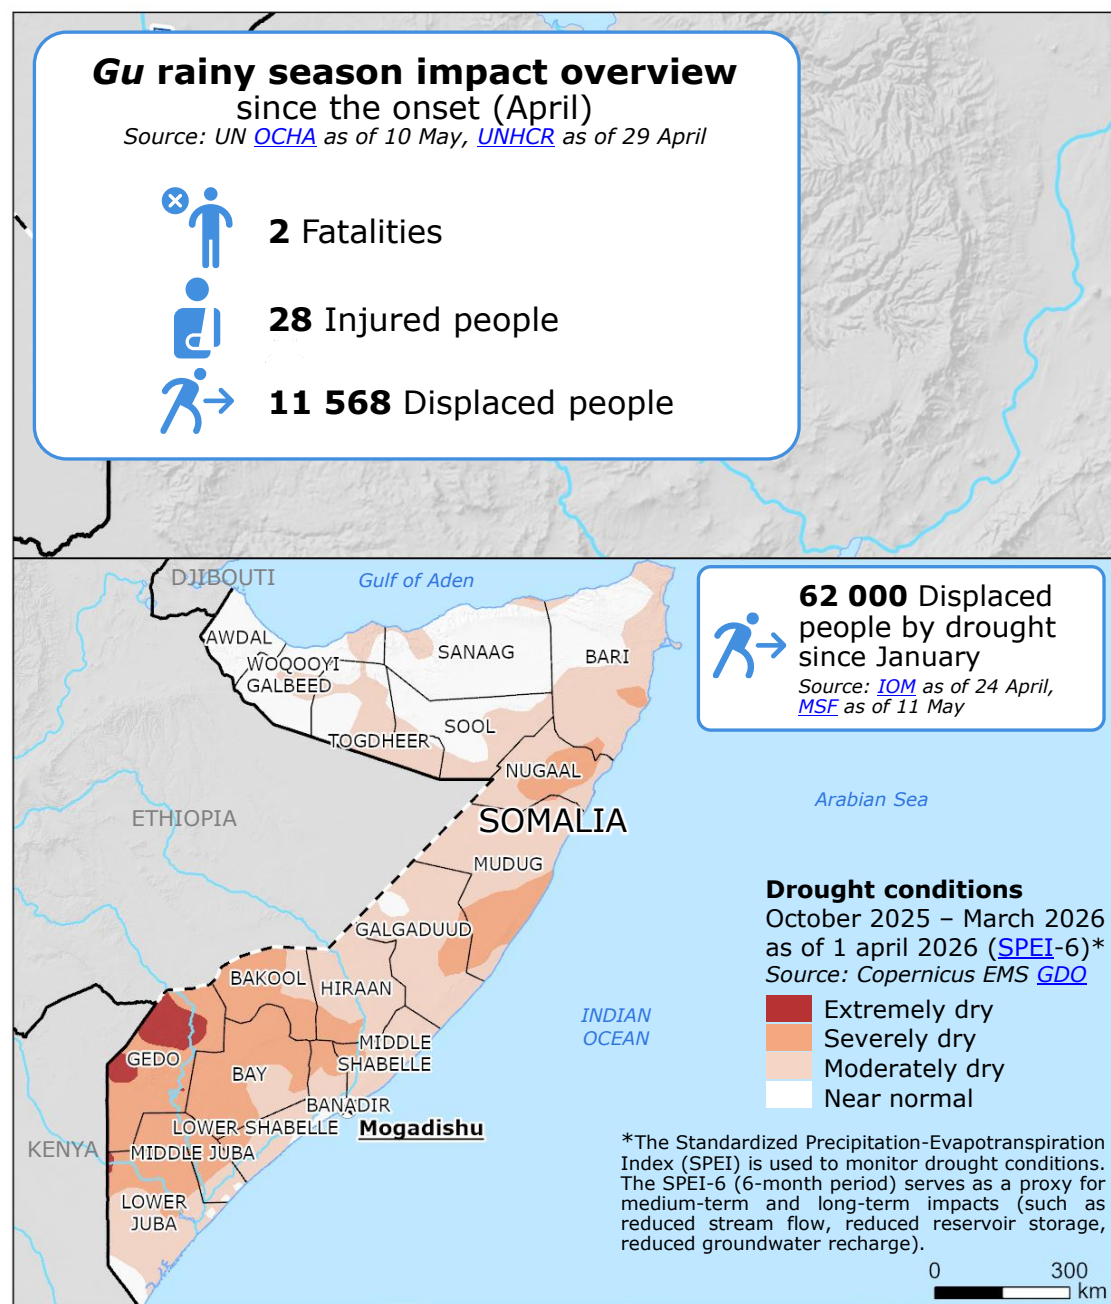 Gu rainy season impact overview
since the onset (April)
Source: UN OCHA as of 10 May, UNHCR as of 29 April
2 Fatalities
28 Injured people
11 568 Displaced people
DJIBOUTI
Gulf of Aden
62 000 Displaced
people by drought
since January
Source: IOM as of 24 April,
MSF as of 11 May
AWDAL
WOQOOYI
GALBEED
SANAAG
BARI
TOGDHEER
SOOL
NUGAAL
ETHIOPIA
SOMALIA
Arabian Sea
MUDUG
GALGADUUD
BAKOOL
HIRAAN
INDIAN
OCEAN
GEDO
BAY
MIDDLE
SHABELLE
BANADIR
LOWER SHABELLE
Mogadishu
KENYA
MIDDLE JUBA
LOWER
JUBA
Drought conditions
October 2025 – March 2026
as of 1 april 2026 (SPEI-6)*
Source: Copernicus EMS GDO
Extremely dry
Severely dry
Moderately dry
Near normal
*The Standardized Precipitation-Evapotranspiration
Index (SPEI) is used to monitor drought conditions.
The SPEI-6 (6-month period) serves as a proxy for
medium-term and long-term impacts (such as
reduced stream flow, reduced reservoir storage,
reduced groundwater recharge).
0 300
km